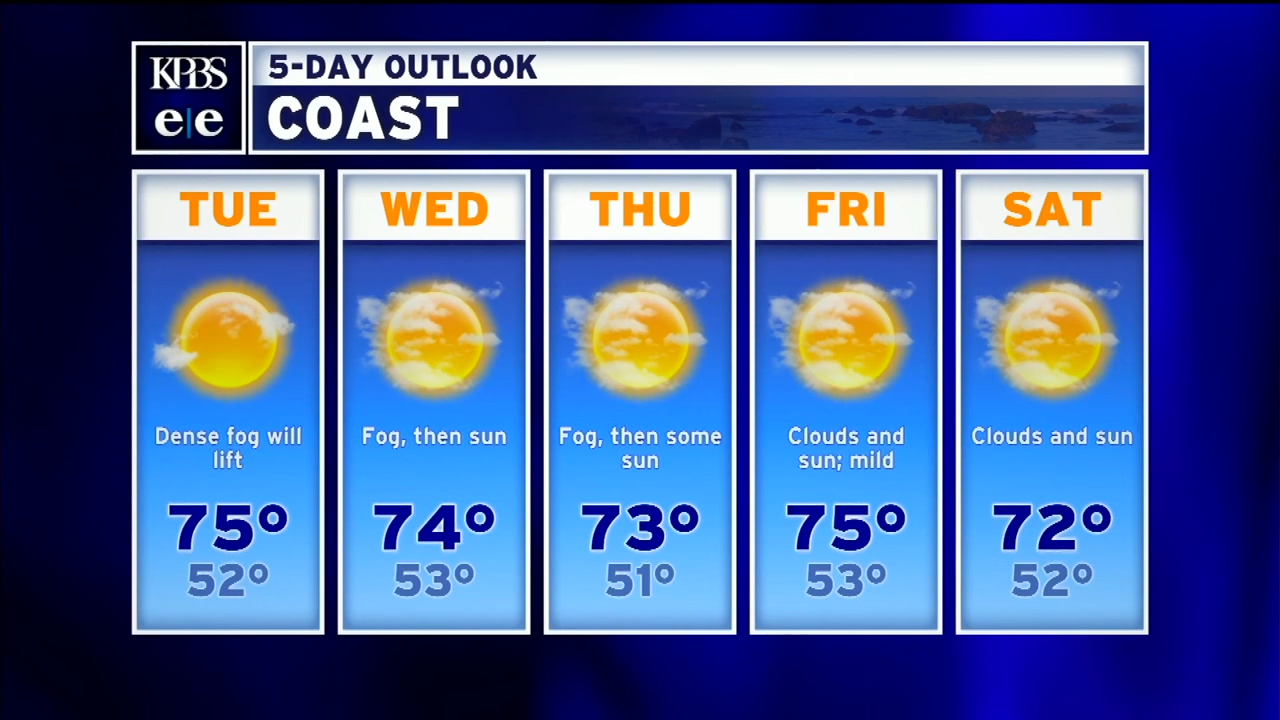 KPBS
e|e
5-DAY OUTLOOK
COAST
TUE
Dense fog will
lift
75°
52°
WED
Fog, then sun
74°
53°
THU
Fog, then some
sun
73°
51°
FRI
Clouds and
sun; mild
75°
53°
SAT
Clouds and sun
72°
52°